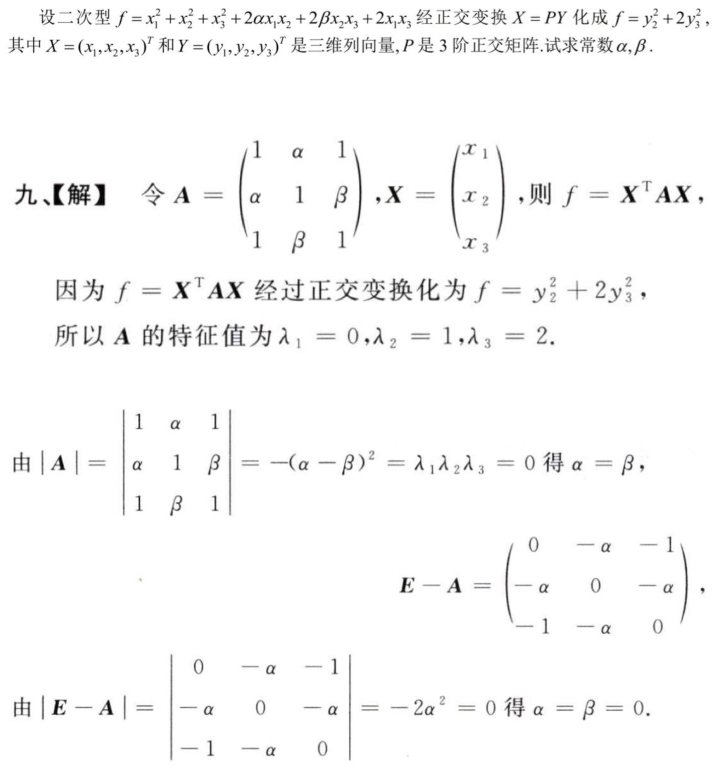 设二次型 $f = x_1^2 + x_2^2 + x_3^2 + 2\alpha x_1x_2 + 2\beta x_2x_3 + 2x_1x_3$ 经正交变换 $X = PY$ 化成 $f = y_2^2 + 2y_3^2$,
其中 $X = (x_1, x_2, x_3)^T$ 和 $Y = (y_1, y_2, y_3)^T$ 是三维列向量, $P$ 是 3 阶正交矩阵.试求常数 $\alpha, \beta$.
九、【解】 令 $\boldsymbol{A} = \begin{pmatrix} 1 & \alpha & 1 \\ \alpha & 1 & \beta \\ 1 & \beta & 1 \end{pmatrix}, \boldsymbol{X} = \begin{pmatrix} x_1 \\ x_2 \\ x_3 \end{pmatrix}$,则 $f = \boldsymbol{X}^{\mathrm{T}}\boldsymbol{A}\boldsymbol{X}$,
因为 $f = \boldsymbol{X}^{\mathrm{T}}\boldsymbol{A}\boldsymbol{X}$ 经过正交变换化为 $f = y_2^2 + 2y_3^2$,
所以 $\boldsymbol{A}$ 的特征值为 $\lambda_1 = 0, \lambda_2 = 1, \lambda_3 = 2$.
由 $|\boldsymbol{A}| = \begin{vmatrix} 1 & \alpha & 1 \\ \alpha & 1 & \beta \\ 1 & \beta & 1 \end{vmatrix} = -(\alpha - \beta)^2 = \lambda_1\lambda_2\lambda_3 = 0$ 得 $\alpha = \beta$,
$\boldsymbol{E} - \boldsymbol{A} = \begin{pmatrix} 0 & -\alpha & -1 \\ -\alpha & 0 & -\alpha \\ -1 & -\alpha & 0 \end{pmatrix}$,
由 $|\boldsymbol{E} - \boldsymbol{A}| = \begin{vmatrix} 0 & -\alpha & -1 \\ -\alpha & 0 & -\alpha \\ -1 & -\alpha & 0 \end{vmatrix} = -2\alpha^2 = 0$ 得 $\alpha = \beta = 0$.